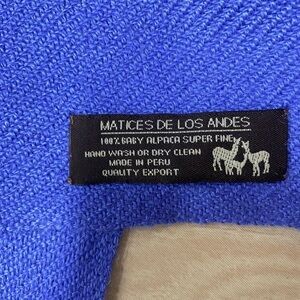 MATICES DE LOS ANDES
100% BABY ALPACA SUPER FINE
HAND WASH OR DRY CLEAN
MADE IN PERU
QUALITY EXPORT